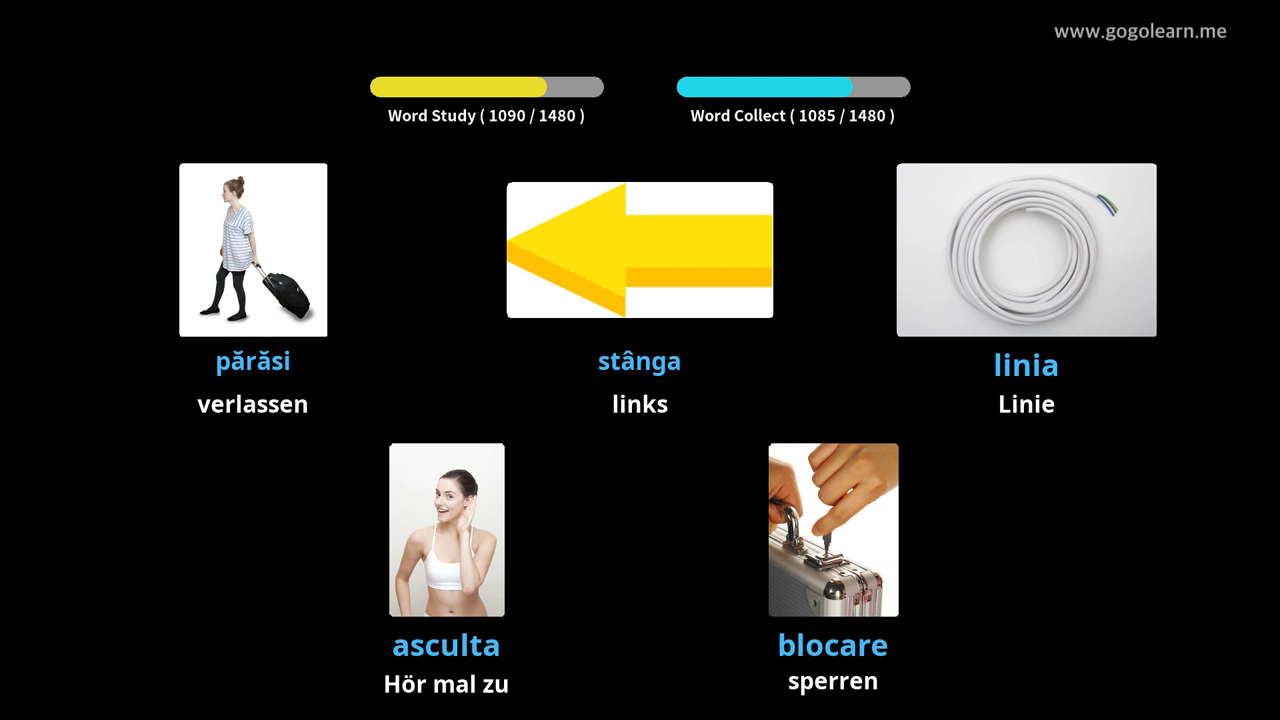 www.gogolearn.me
Word Study ( 1090 / 1480 )
Word Collect ( 1085 / 1480 )
părăsi
stânga
linia
verlassen
links
Linie
asculta
blocare
Hör mal zu
sperren